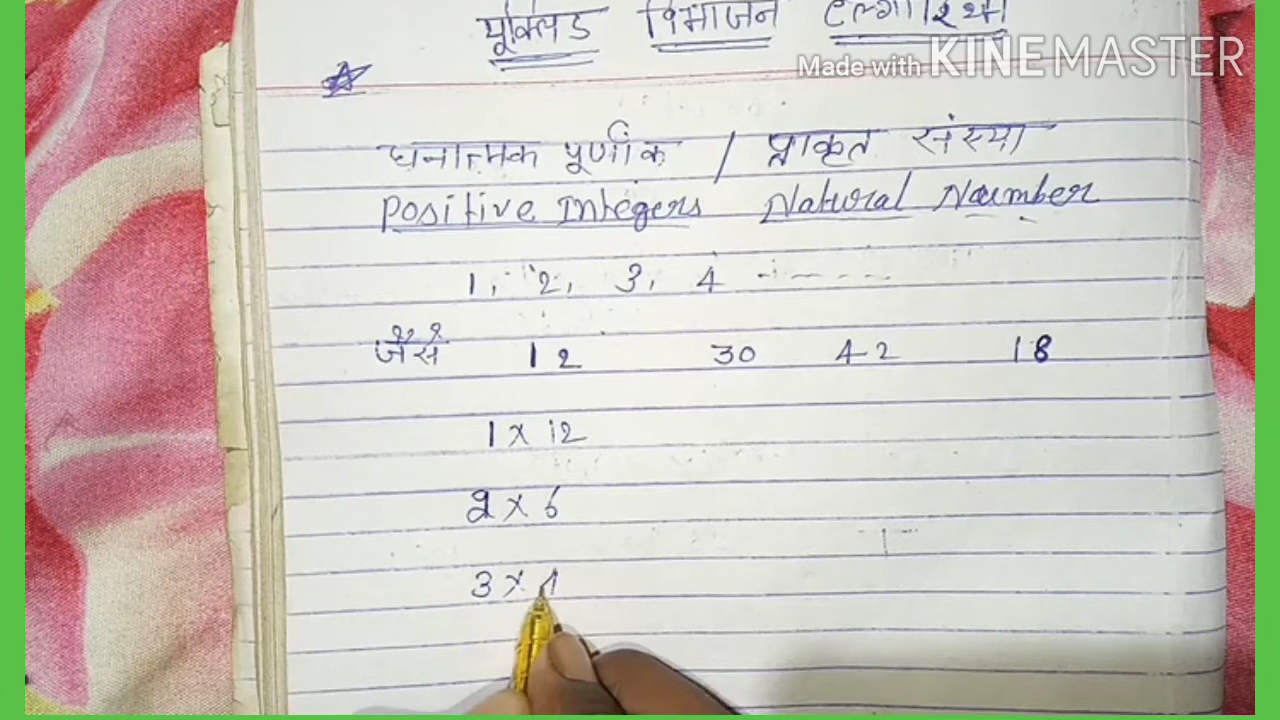 यूक्लिड विभाजन एल्गोरिथ्म
Made with KINEMASTER
धनात्मक पूर्णांक / प्राकृत संख्या
Positive Integers Natural Number
1, 2, 3, 4 ------
जैसे 12 30 42 18
1 x 12
2 x 6
3 x 4